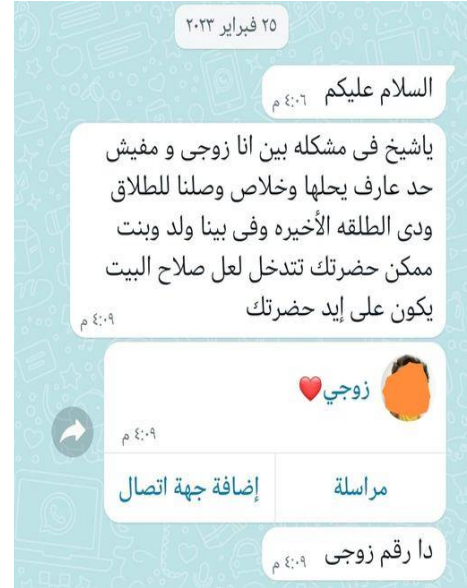 ٢٥ فبراير ٢٠٢٣
السلام عليكم
٤:٠٦ م
ياشيخ فى مشكله بين انا زوجى و مفيش
حد عارف يحلها وخلاص وصلنا للطلاق
ودى الطلقه الأخيره وفى بينا ولد وبنت
ممكن حضرتك تتدخل لعل صلاح البيت
يكون على إيد حضرتك
٤:٠٩ م
زوجي❤️
٤:٠٩ م
مراسلة
إضافة جهة اتصال
دا رقم زوجى
٤:٠٩ م